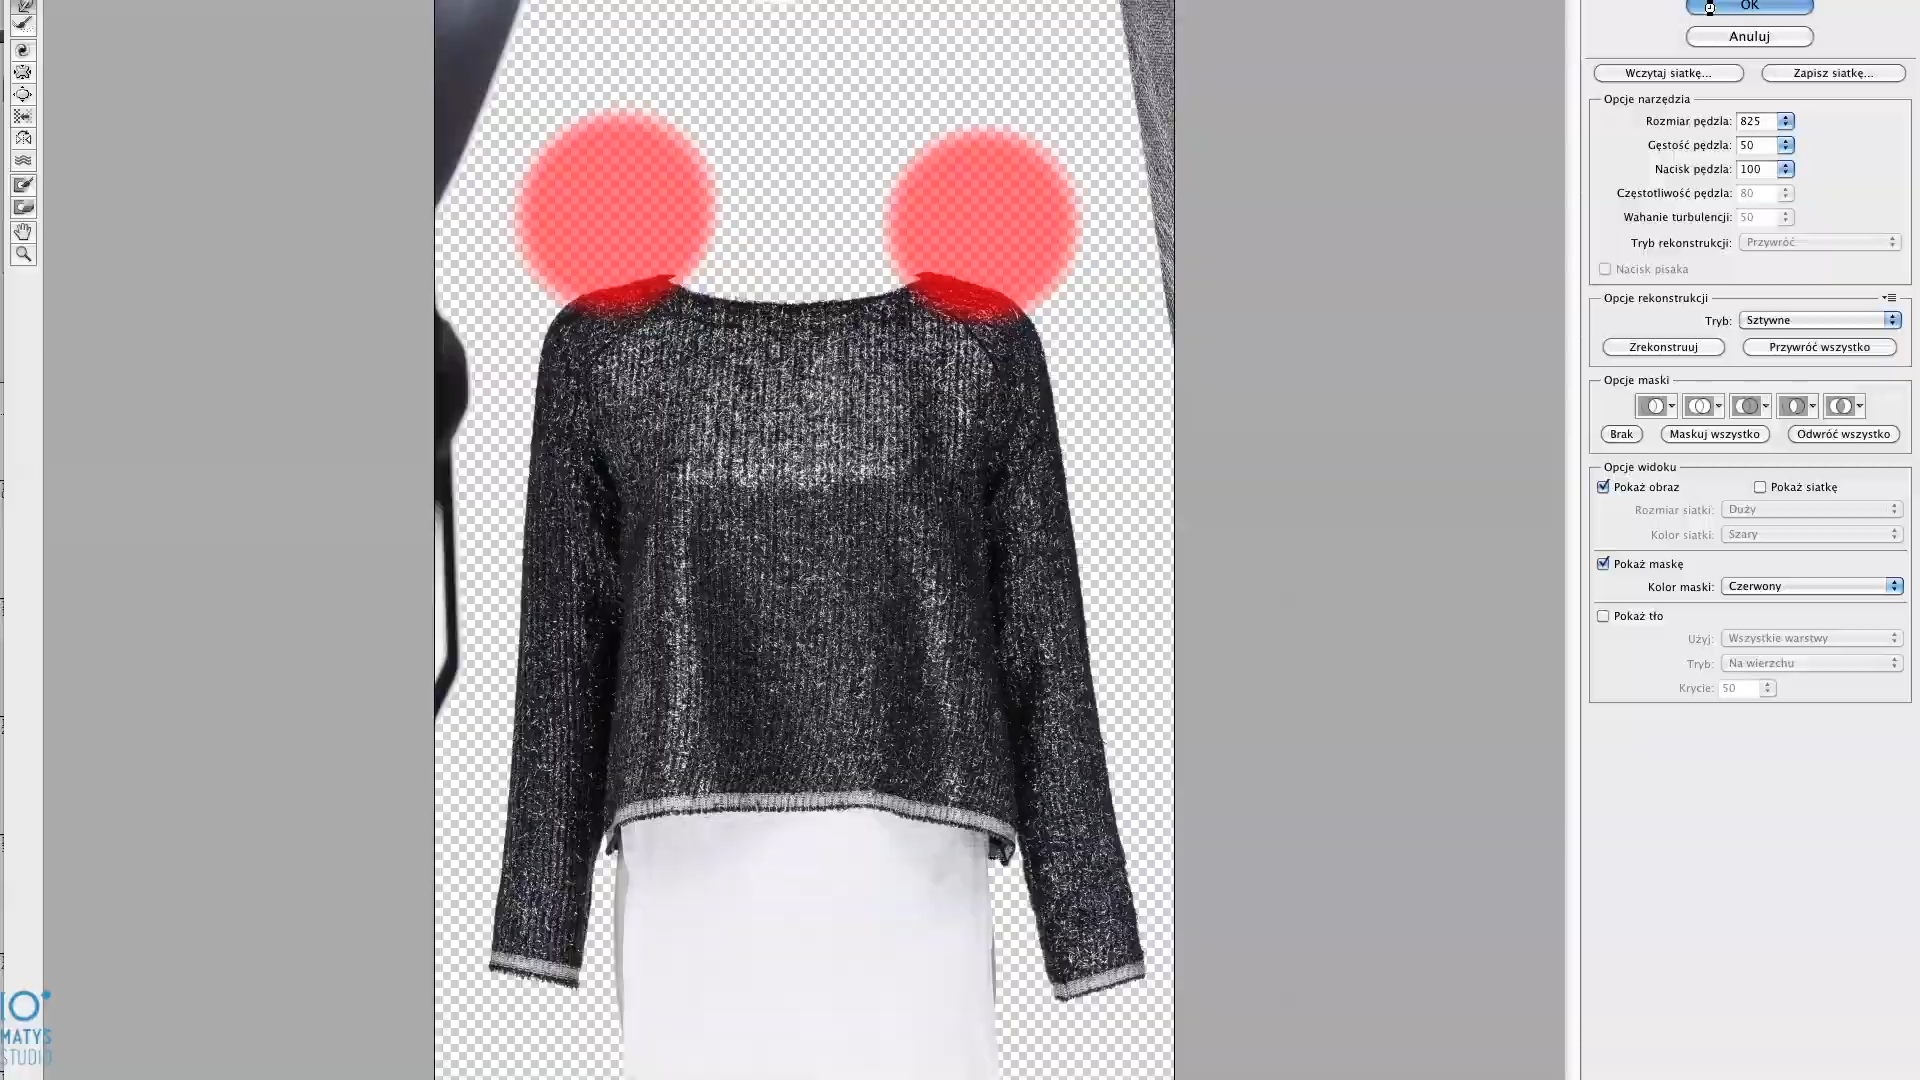 OK
Anuluj
Wczytaj siatkę... Zapisz siatkę...
Opcje narzędzia
Rozmiar pędzla: 825
Gęstość pędzla: 50
Nacisk pędzla: 100
Częstotliwość pędzla: 80
Wahanie turbulencji: 50
Tryb rekonstrukcji: Przywróć
Nacisk pisaka
Opcje rekonstrukcji
Tryb: Sztywne
Zrekonstruuj Przywróć wszystko
Opcje maski
Brak Maskuj wszystko Odwróć wszystko
Opcje widoku
Pokaż obraz Pokaż siatkę
Rozmiar siatki: Duży
Kolor siatki: Szary
Pokaż maskę
Kolor maski: Czerwony
Pokaż tło
Użyj: Wszystkie warstwy
Tryb: Na wierzchu
Krycie: 50
MATYS
STUDIO